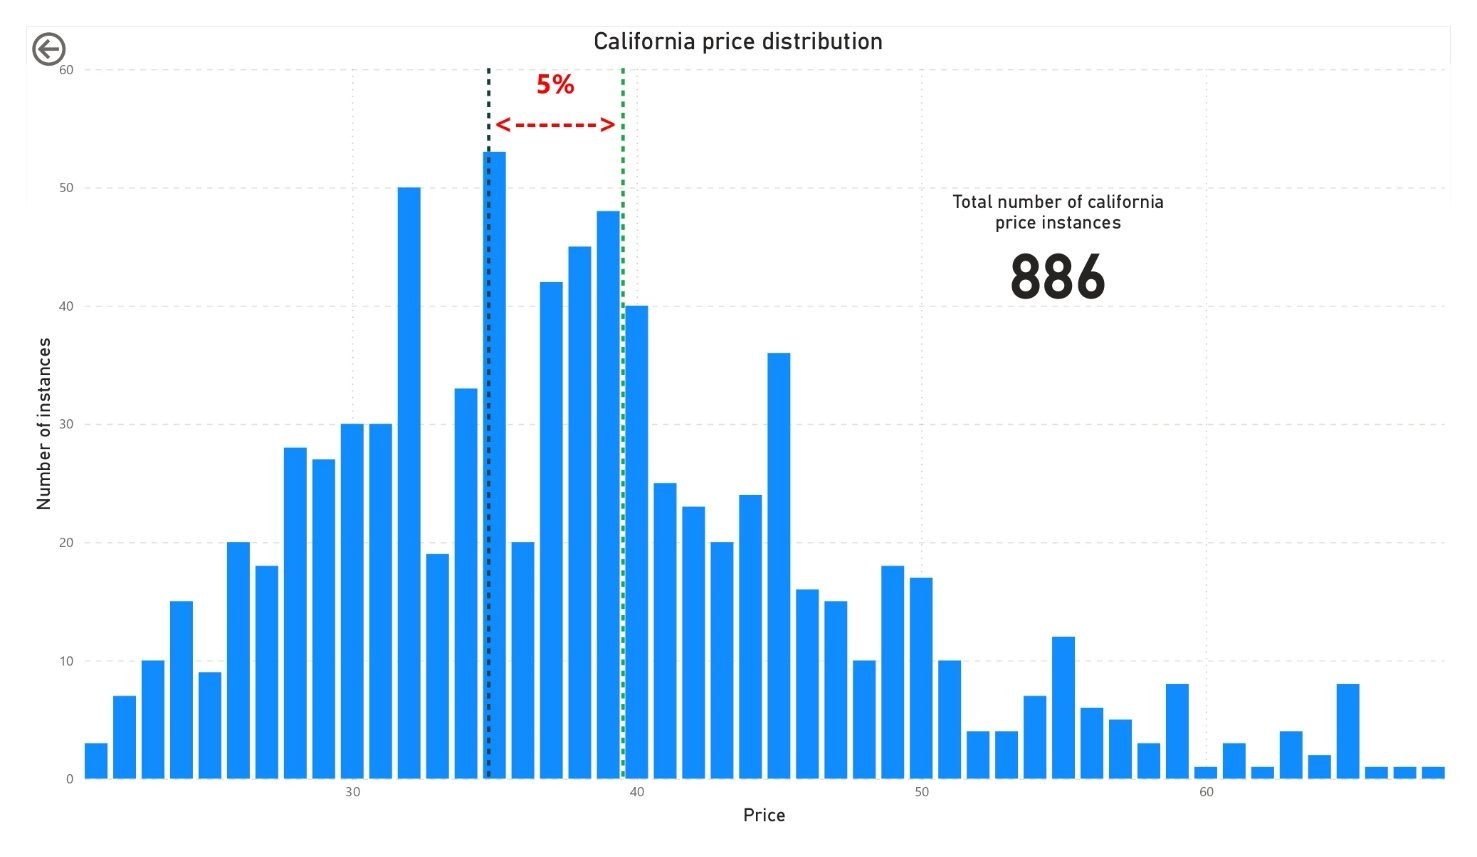 California price distribution
60
5%
<------->
50
Total number of california
price instances
886
40
Number of instances
30
20
10
0
30
40
50
60
Price